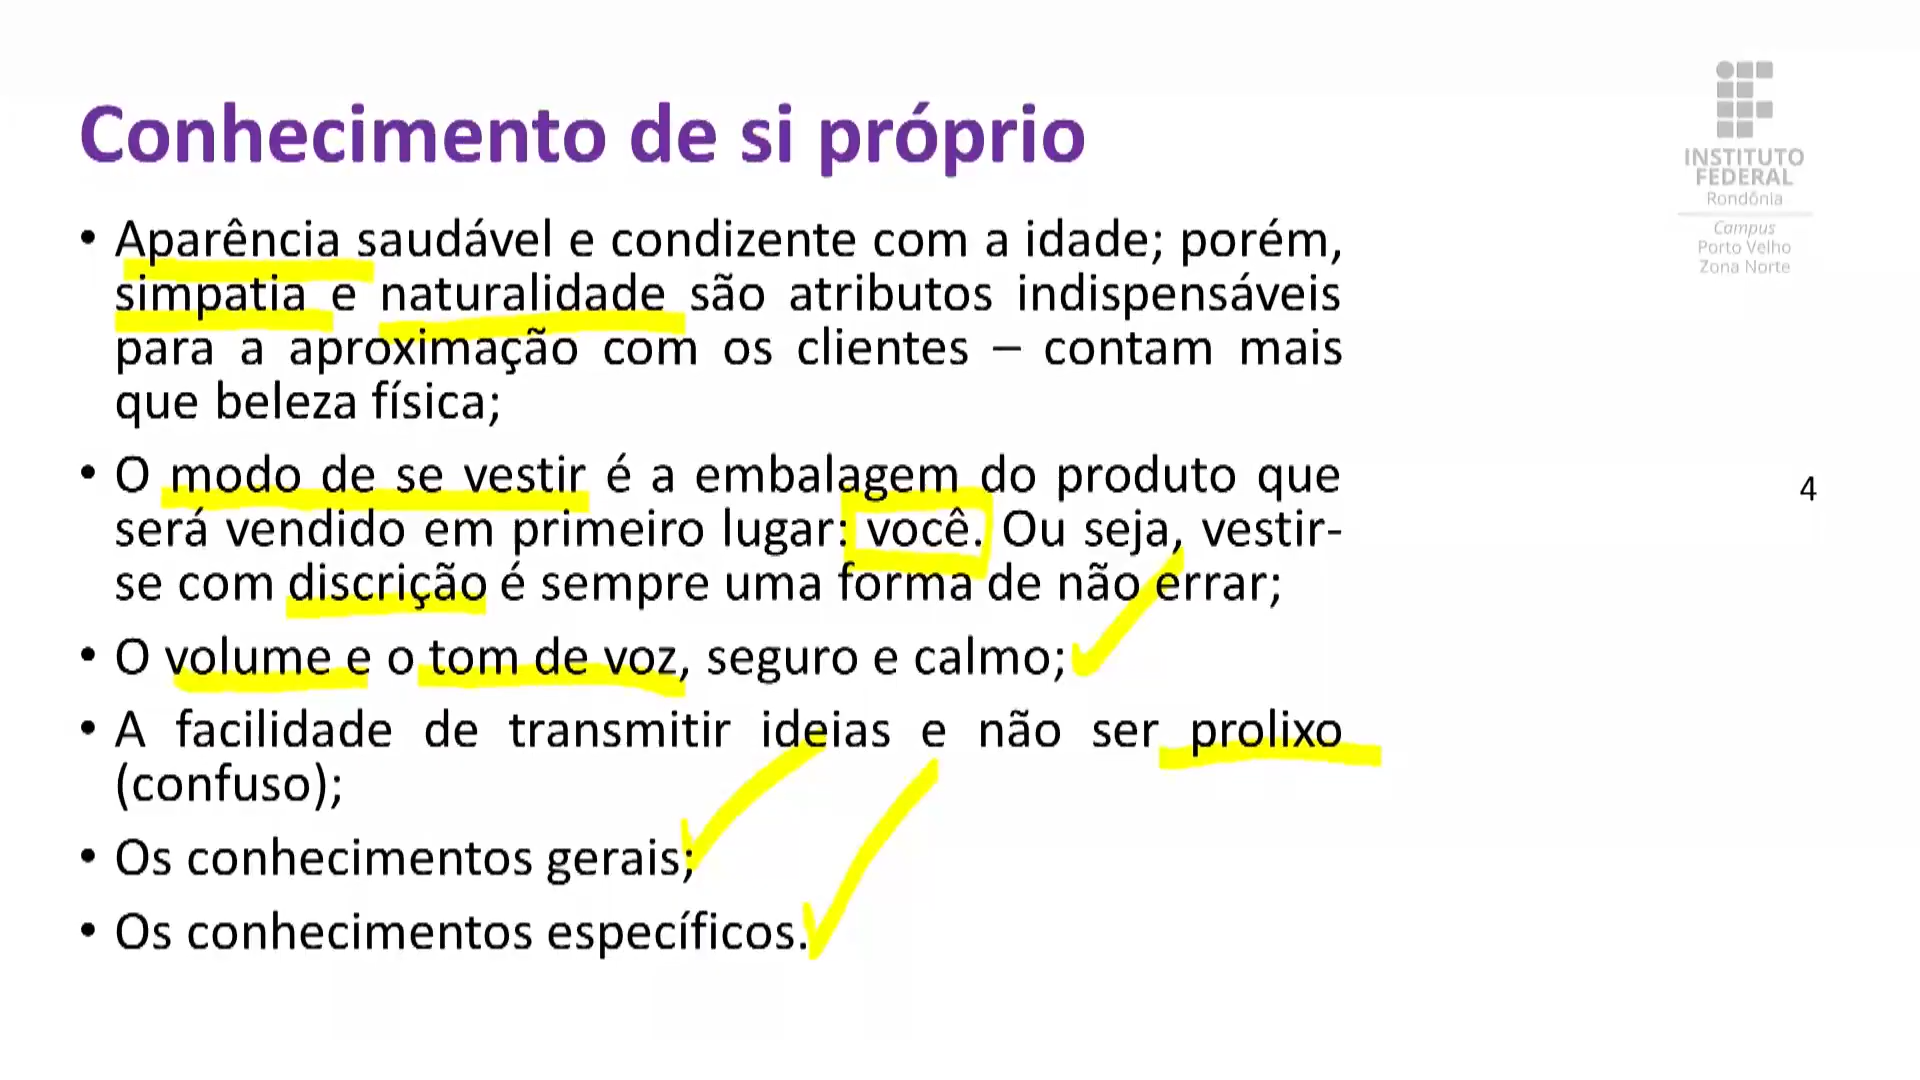 Conhecimento de si próprio
INSTITUTO
FEDERAL
Rondônia
Campus
Porto Velho
Zona Norte
• Aparência saudável e condizente com a idade; porém,
simpatia e naturalidade são atributos indispensáveis
para a aproximação com os clientes – contam mais
que beleza física;
• O modo de se vestir é a embalagem do produto que
será vendido em primeiro lugar: você. Ou seja, vestir-
se com discrição é sempre uma forma de não errar;
• O volume e o tom de voz, seguro e calmo;
• A facilidade de transmitir ideias e não ser prolixo
(confuso);
• Os conhecimentos gerais;
• Os conhecimentos específicos.
4